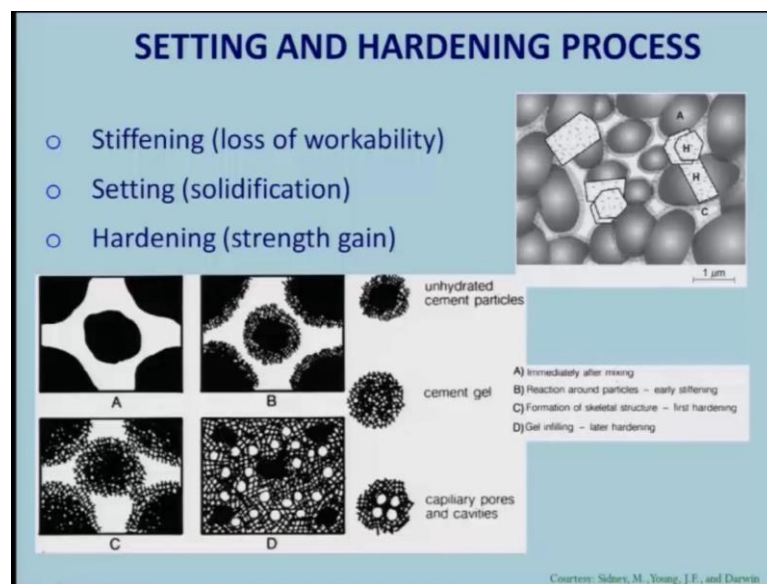 SETTING AND HARDENING PROCESS
o Stiffening (loss of workability)
o Setting (solidification)
o Hardening (strength gain)
A
H
H
C
1 µm
unhydrated
cement particles
A
B
cement gel
A) Immediately after mixing
B) Reaction around particles – early stiffening
C) Formation of skeletal structure – first hardening
D) Gel infilling – later hardening
capillary pores
and cavities
C
D
Courtesy: Sidney, M., Young, J.F., and Darwin